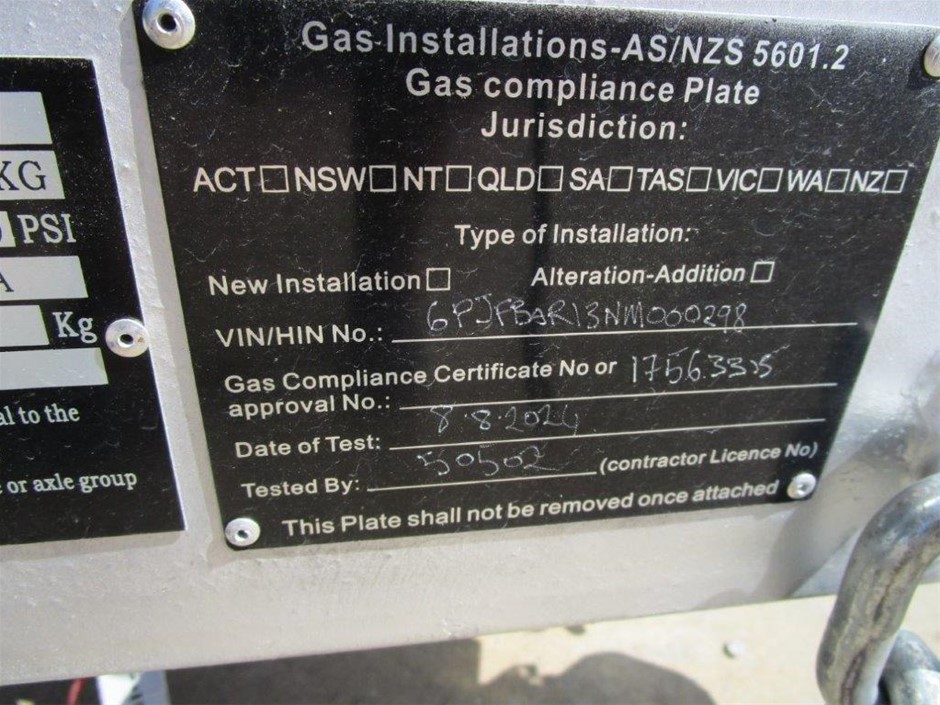 Gas-Installations-AS/NZS 5601.2
Gas compliance Plate
Jurisdiction:
ACT☐NSW☐NT☐QLD☐SA☐TAS☐VIC☐WA☐NZ☐
Type of Installation:
New Installation☐ Alteration-Addition☐
VIN/HIN No.: 6PJPBAR13NM000298
Gas Compliance Certificate No or 1756335
approval No.:
Date of Test: 8.8.2024
Tested By: 50502 (contractor Licence No)
This Plate shall not be removed once attached
KG
PSI
A
Kg
to the
or axle group